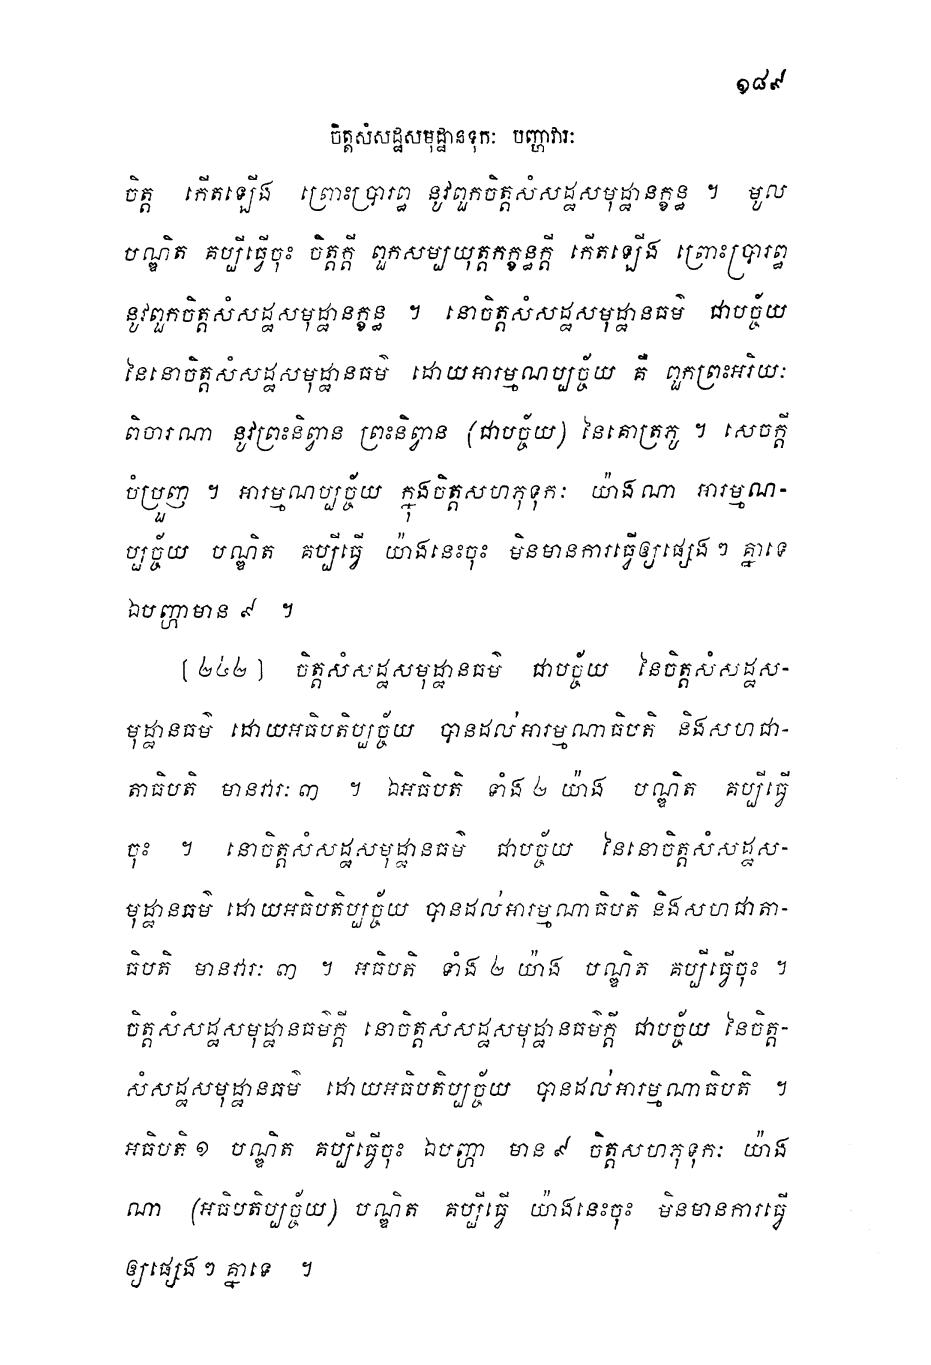 ១៨៩
ចិត្តសំសដ្ឋសមុដ្ឋានទុកៈ បញ្ហាវារៈ
ចិត្ត កើតឡើង ព្រោះប្រារព្ធ នូវពួកចិត្តសំសដ្ឋសមុដ្ឋានក្ខន្ធ ។ មូល
បណ្ឌិត គប្បីធ្វើចុះ ចិត្តក្តី ពួកសម្បយុត្តកក្ខន្ធក្តី កើតឡើង ព្រោះប្រារព្ធ
នូវពួកចិត្តសំសដ្ឋសមុដ្ឋានក្ខន្ធ ។ នោចិត្តសំសដ្ឋសមុដ្ឋានធម៌ ជាបច្ច័យ
នៃនោចិត្តសំសដ្ឋសមុដ្ឋានធម៌ ដោយអារម្មណប្បច្ច័យ គឺ ពួកព្រះអរិយៈ
ពិចារណា នូវព្រះនិព្វាន ព្រះនិព្វាន (ជាបច្ច័យ) នៃគោត្រភូ ។ សេចក្តី
បំប្រួញ ។ អារម្មណប្បច្ច័យ ក្នុងចិត្តសហភុទុកៈ យ៉ាងណា អារម្មណ-
ប្បច្ច័យ បណ្ឌិត គប្បីធ្វើ យ៉ាងនេះចុះ មិនមានការធ្វើឲ្យផ្សេងៗ គ្នាទេ
ឯបញ្ហាមាន ៩ ។
(២៤២) ចិត្តសំសដ្ឋសមុដ្ឋានធម៌ ជាបច្ច័យ នៃចិត្តសំសដ្ឋស-
មុដ្ឋានធម៌ ដោយអធិបតិប្បច្ច័យ បានដល់អារម្មណាធិបតិ និងសហជា-
តាធិបតិ មានវារៈ ៣ ។ ឯអធិបតិ ទាំង ២ យ៉ាង បណ្ឌិត គប្បីធ្វើ
ចុះ ។ នោចិត្តសំសដ្ឋសមុដ្ឋានធម៌ ជាបច្ច័យ នៃនោចិត្តសំសដ្ឋស-
មុដ្ឋានធម៌ ដោយអធិបតិប្បច្ច័យ បានដល់អារម្មណាធិបតិ និងសហជាតា-
ធិបតិ មានវារៈ ៣ ។ អធិបតិ ទាំង ២ យ៉ាង បណ្ឌិត គប្បីធ្វើចុះ ។
ចិត្តសំសដ្ឋសមុដ្ឋានធម៌ក្តី នោចិត្តសំសដ្ឋសមុដ្ឋានធម៌ក្តី ជាបច្ច័យ នៃចិត្ត-
សំសដ្ឋសមុដ្ឋានធម៌ ដោយអធិបតិប្បច្ច័យ បានដល់អារម្មណាធិបតិ ។
អធិបតិ ១ បណ្ឌិត គប្បីធ្វើចុះ ឯបញ្ហា មាន ៩ ចិត្តសហភុទុកៈ យ៉ាង
ណា (អធិបតិប្បច្ច័យ) បណ្ឌិត គប្បីធ្វើ យ៉ាងនេះចុះ មិនមានការធ្វើ
ឲ្យផ្សេងៗ គ្នាទេ ។